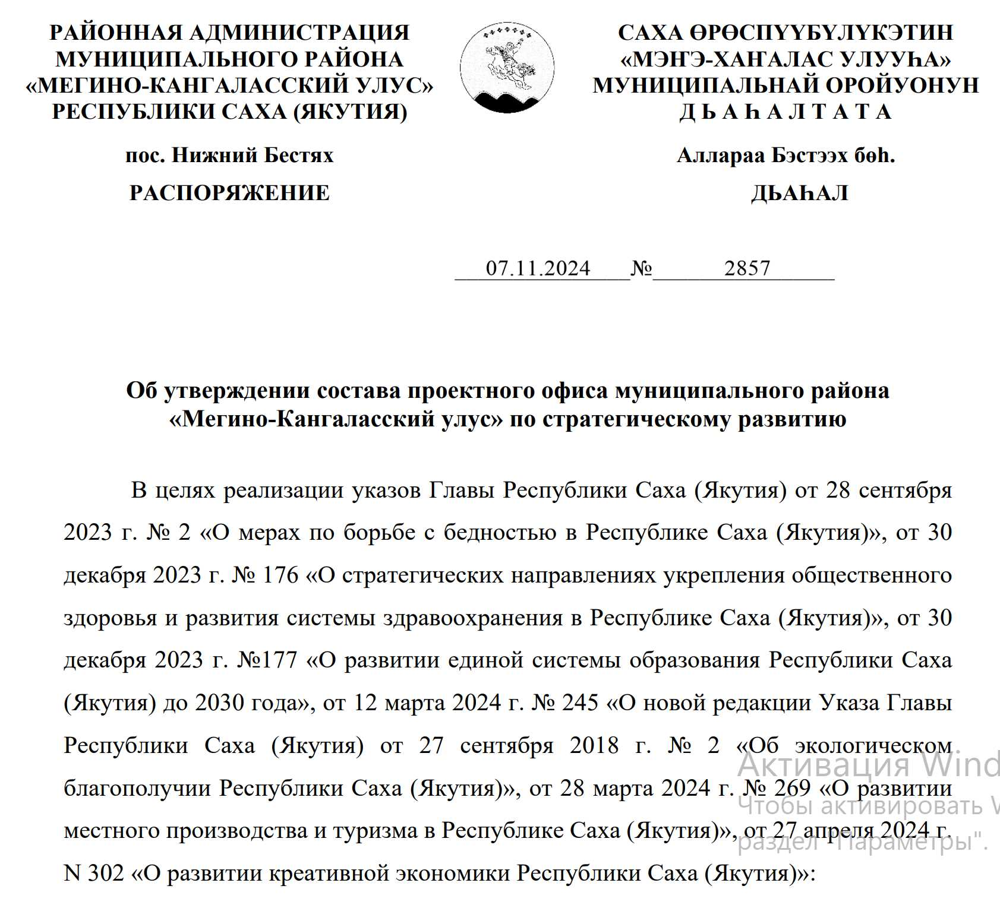 РАЙОННАЯ АДМИНИСТРАЦИЯ
МУНИЦИПАЛЬНОГО РАЙОНА
«МЕГИНО-КАНГАЛАССКИЙ УЛУС»
РЕСПУБЛИКИ САХА (ЯКУТИЯ)
пос. Нижний Бестях
РАСПОРЯЖЕНИЕ
САХА ӨРӨСПҮҮБҮЛҮКЭТИН
«МЭҤЭ-ХАҤАЛАС УЛУУҺА»
МУНИЦИПАЛЬНАЙ ОРОЙУОНУН
Д Ь А Һ А Л Т А Т А
Аллараа Бэстээх бөһ.
ДЬАҺАЛ
07.11.2024 № 2857
Об утверждении состава проектного офиса муниципального района
«Мегино-Кангаласский улус» по стратегическому развитию
В целях реализации указов Главы Республики Саха (Якутия) от 28 сентября
2023 г. № 2 «О мерах по борьбе с бедностью в Республике Саха (Якутия)», от 30
декабря 2023 г. № 176 «О стратегических направлениях укрепления общественного
здоровья и развития системы здравоохранения в Республике Саха (Якутия)», от 30
декабря 2023 г. №177 «О развитии единой системы образования Республики Саха
(Якутия) до 2030 года», от 12 марта 2024 г. № 245 «О новой редакции Указа Главы
Республики Саха (Якутия) от 27 сентября 2018 г. № 2 «Об экологическом
благополучии Республики Саха (Якутия)», от 28 марта 2024 г. № 269 «О развитии
местного производства и туризма в Республике Саха (Якутия)», от 27 апреля 2024 г.
N 302 «О развитии креативной экономики Республики Саха (Якутия)»:
Активация Wind
Чтобы активировать W
раздел "Параметры".